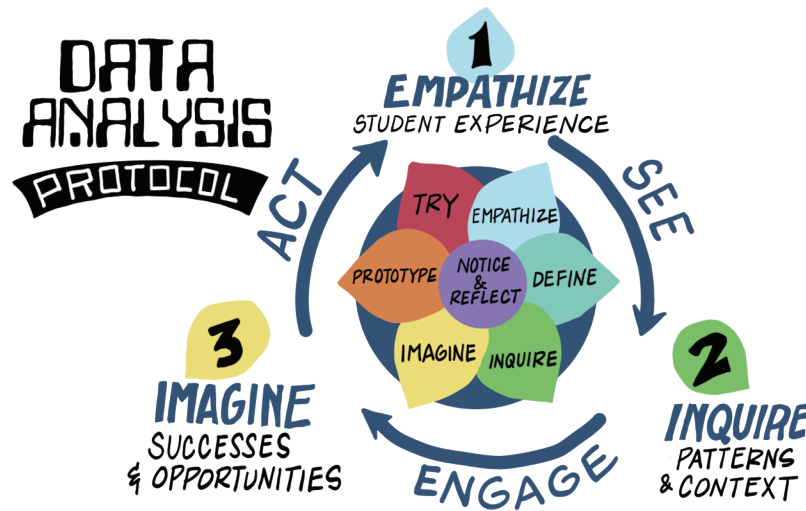 DATA
ANALYSIS
PROTOCOL
1
EMPATHIZE
STUDENT EXPERIENCE
SEE
2
INQUIRE
PATTERNS
& CONTEXT
ENGAGE
3
IMAGINE
SUCCESSES
& OPPORTUNITIES
ACT
TRY
EMPATHIZE
PROTOTYPE
NOTICE
&
REFLECT
DEFINE
IMAGINE
INQUIRE